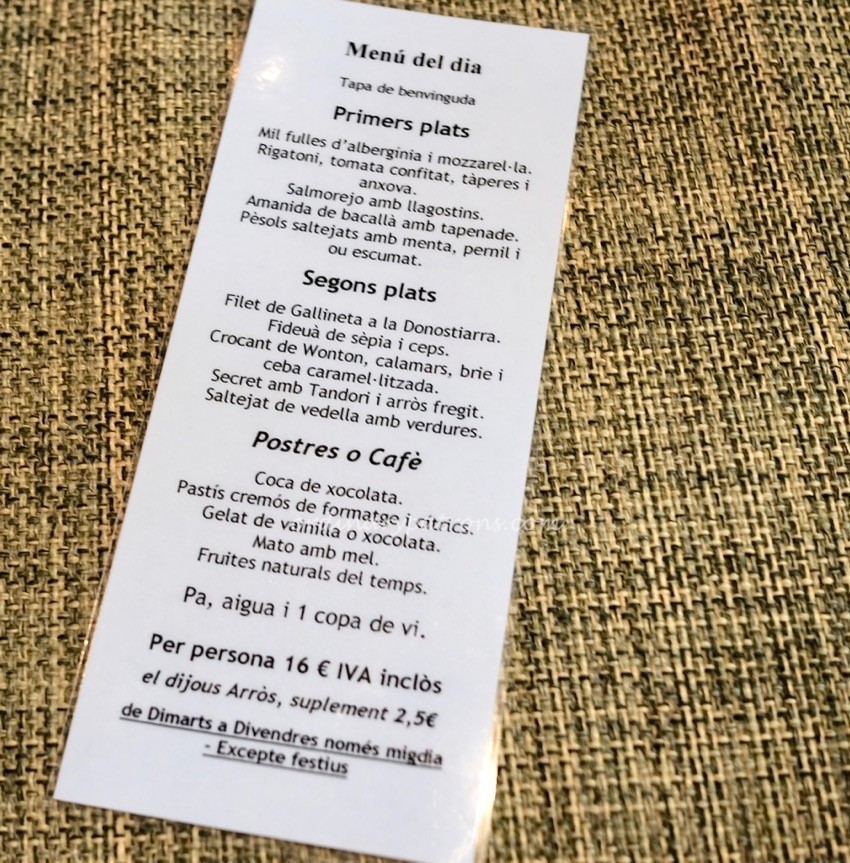 Menú del dia
Tapa de benvinguda
Primers plats
Mil fulles d'albergínia i mozzarel·la.
Rigatoni, tomata confitat, tàperes i
anxova.
Salmorejo amb llagostins.
Amanida de bacallà amb tapenade.
Pèsols saltejats amb menta, pernil i
ou escumat.
Segons plats
Filet de Gallineta a la Donostiarra.
Fideuà de sèpia i ceps.
Crocant de Wonton, calamars, brie i
ceba caramel·litzada.
Secret amb Tandori i arròs fregit.
Saltejat de vedella amb verdures.
Postres o Cafè
Coca de xocolata.
Pastís cremós de formatge i cítrics.
Gelat de vainilla o xocolata.
Mato amb mel.
Fruites naturals del temps.
Pa, aigua i 1 copa de vi.
Per persona 16 € IVA inclòs
el dijous Arròs, suplement 2,5€
de Dimarts a Divendres només migdia
- Excepte festius